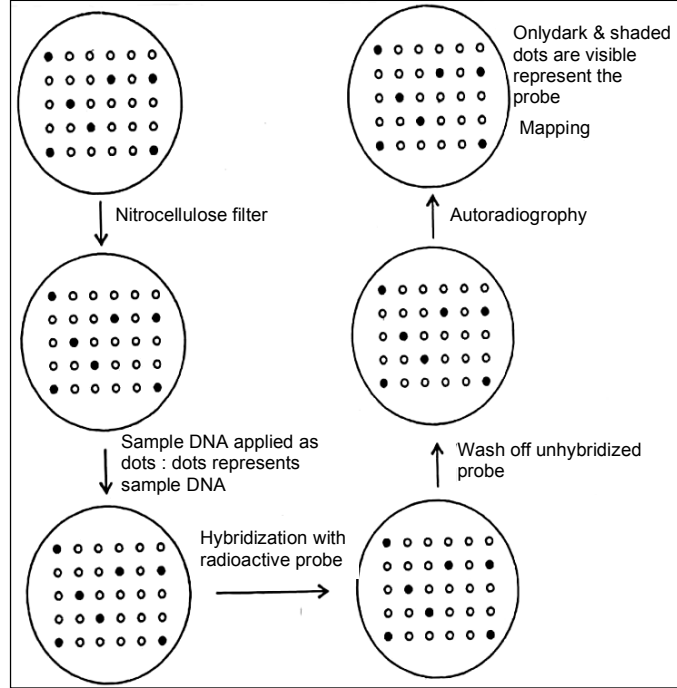 Nitrocellulose filter
Sample DNA applied as
dots : dots represents
sample DNA
Hybridization with
radioactive probe
Wash off unhybridized
probe
Autoradiogrophy
Onlydark & shaded
dots are visible
represent the
probe
Mapping